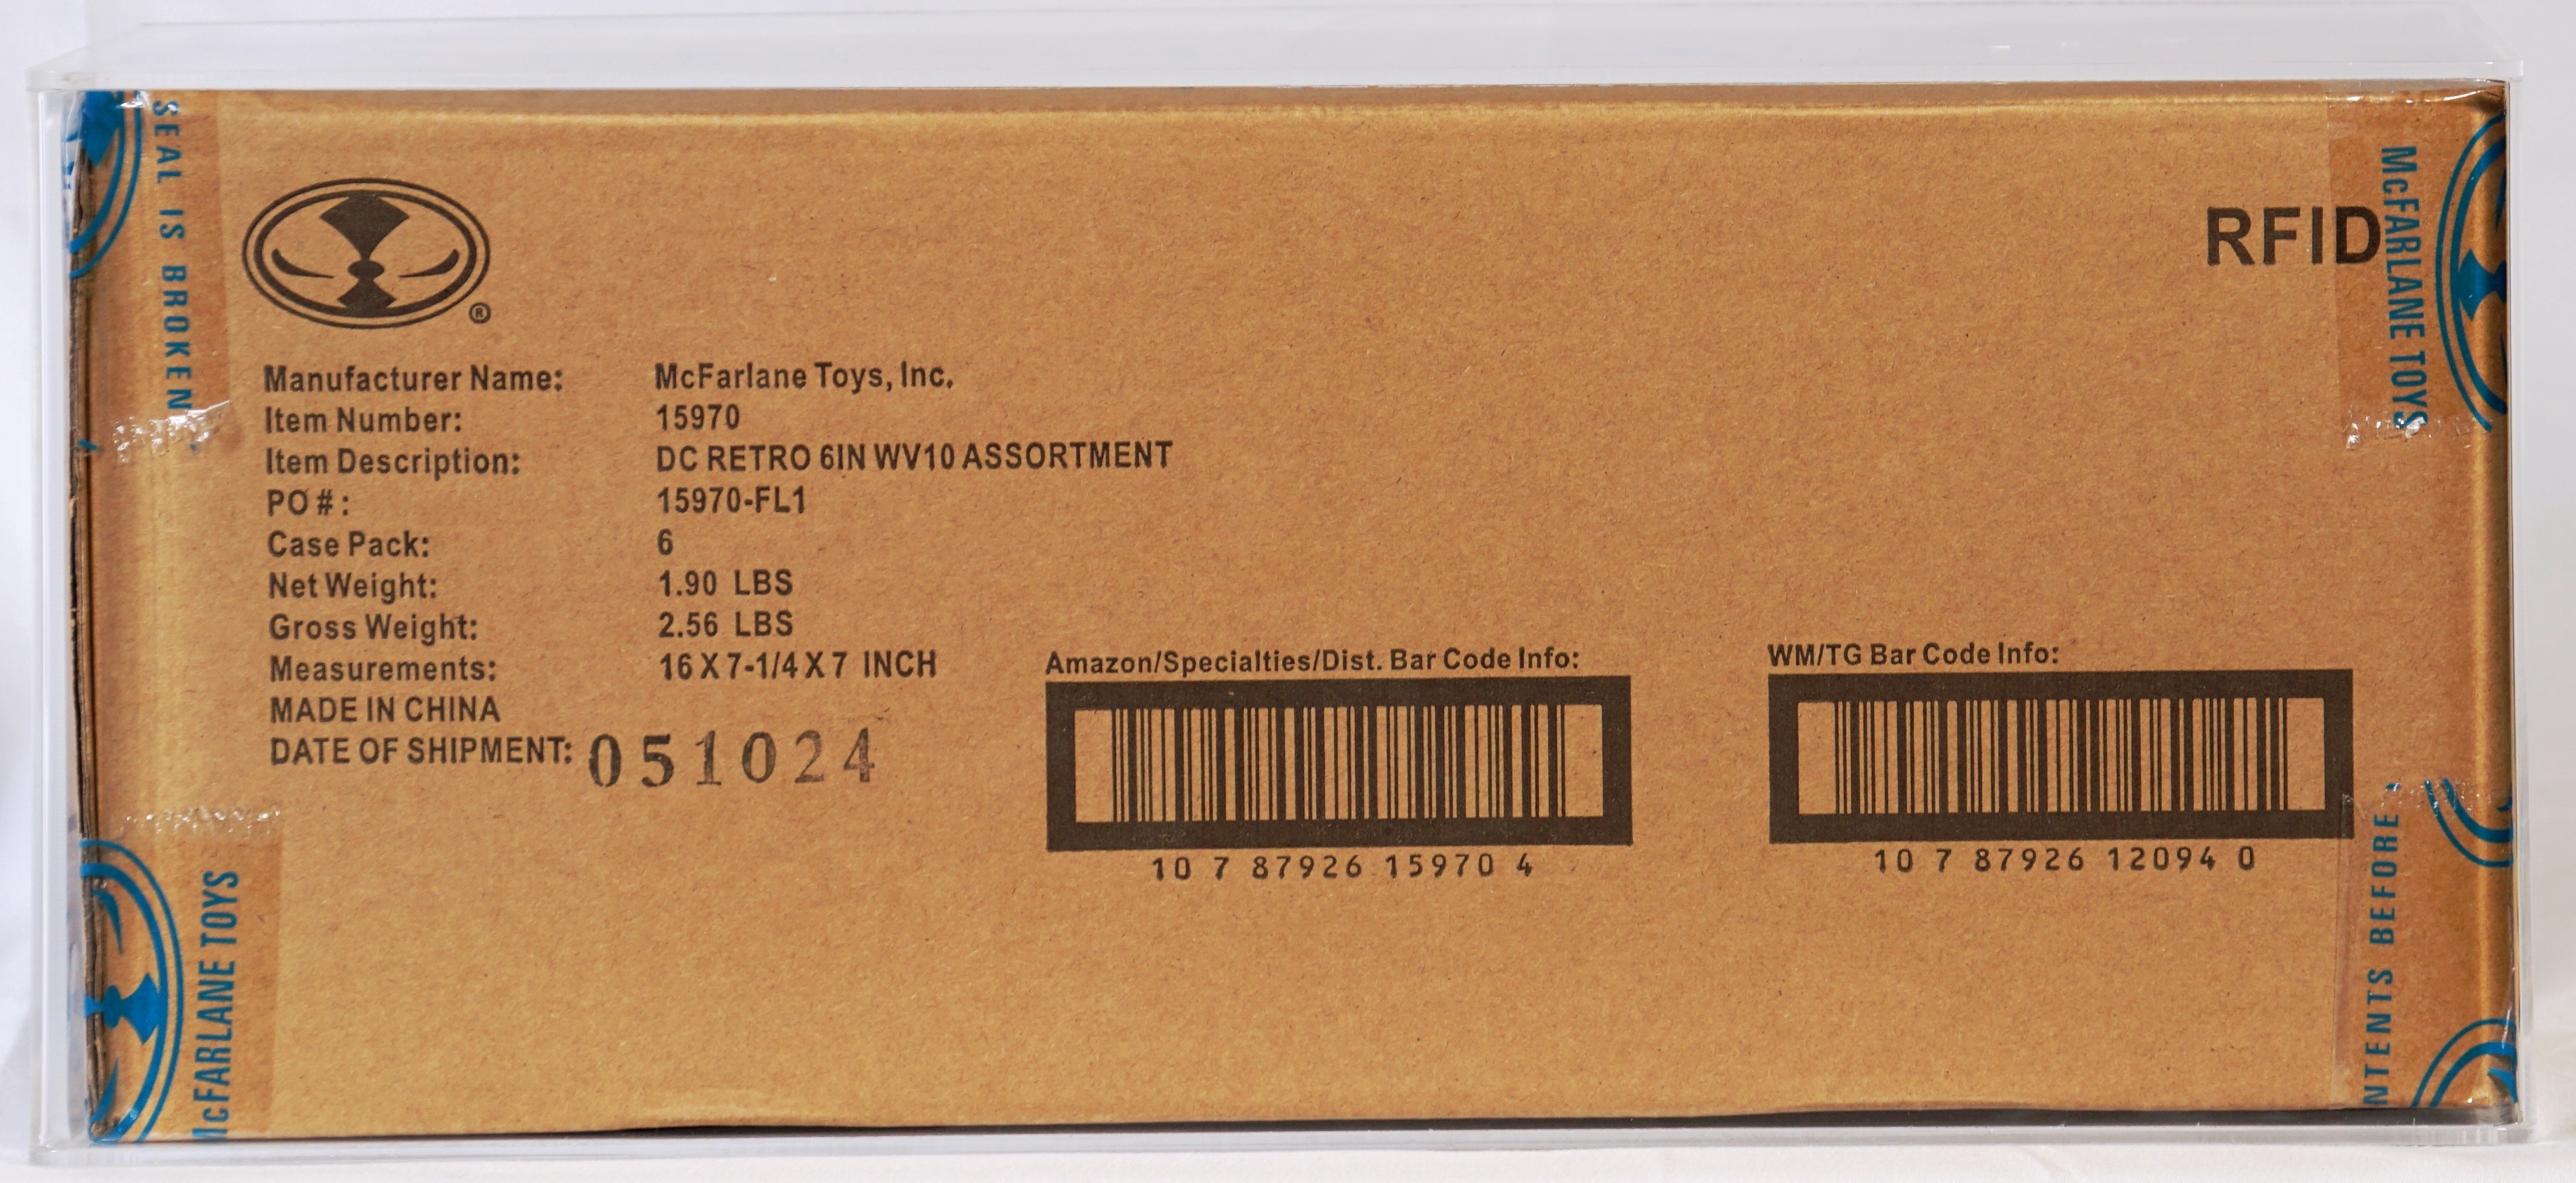 SEAL IS BROKEN
McFARLANE TOYS
®
RFID
McFARLANE TOYS
Manufacturer Name: McFarlane Toys, Inc.
Item Number: 15970
Item Description: DC RETRO 6IN WV10 ASSORTMENT
PO #: 15970-FL1
Case Pack: 6
Net Weight: 1.90 LBS
Gross Weight: 2.56 LBS
Measurements: 16 X 7-1/4 X 7 INCH
MADE IN CHINA
DATE OF SHIPMENT: 051024
Amazon/Specialties/Dist. Bar Code Info:
10 7 87926 15970 4
WM/TG Bar Code Info:
10 7 87926 12094 0
NTENTS BEFORE